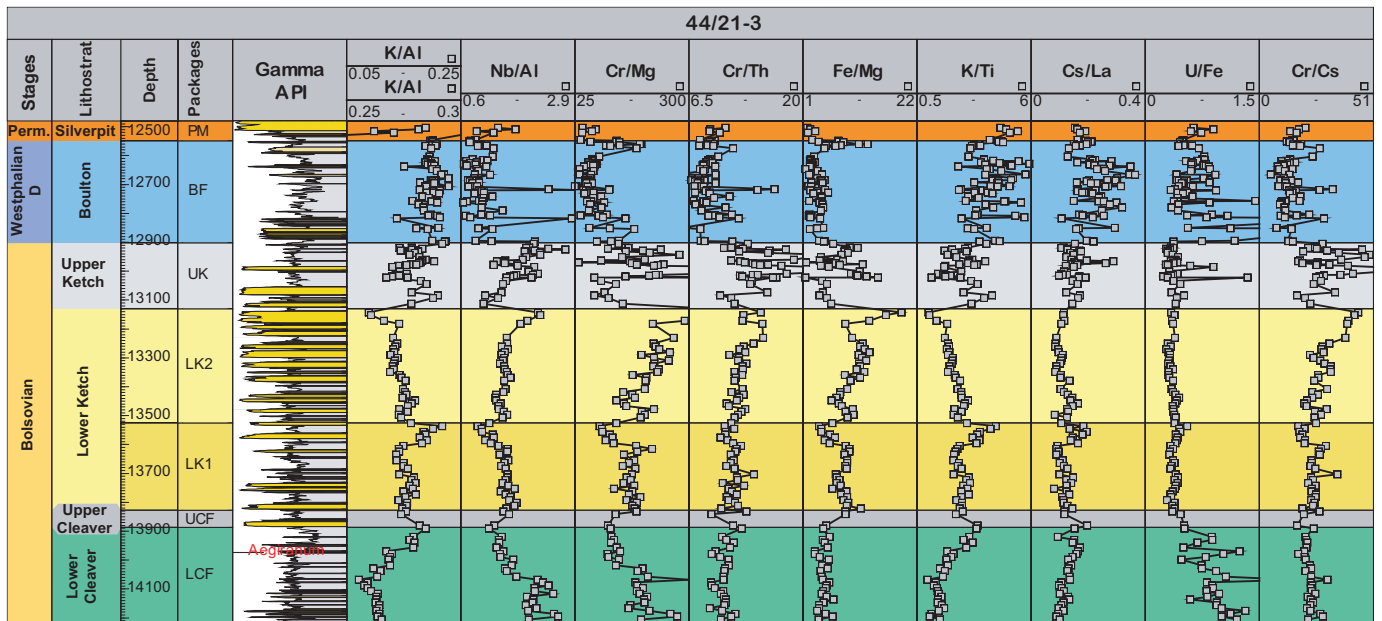 44/21-3
Stages
Lithostrat
Depth
Packages
Gamma
API
K/Al
0.05 - 0.25
K/Al
0.25 0.3
Nb/Al
0.6 - 2.9
Cr/Mg
25 - 300
Cr/Th
6.5 - 20
Fe/Mg
1 - 22
K/Ti
0.5 - 6
Cs/La
0 - 0.4
U/Fe
0 - 1.5
Cr/Cs
0 - 51
Perm.
Silverpit
12500
PM
Westphalian
D
Boulton
12700
BF
12900
Bolsovian
Upper
Ketch
UK
13100
Lower Ketch
13300
LK2
13500
LK1
13700
Upper
Cleaver
UCF
13900
Aegiranum
Lower
Cleaver
LCF
14100